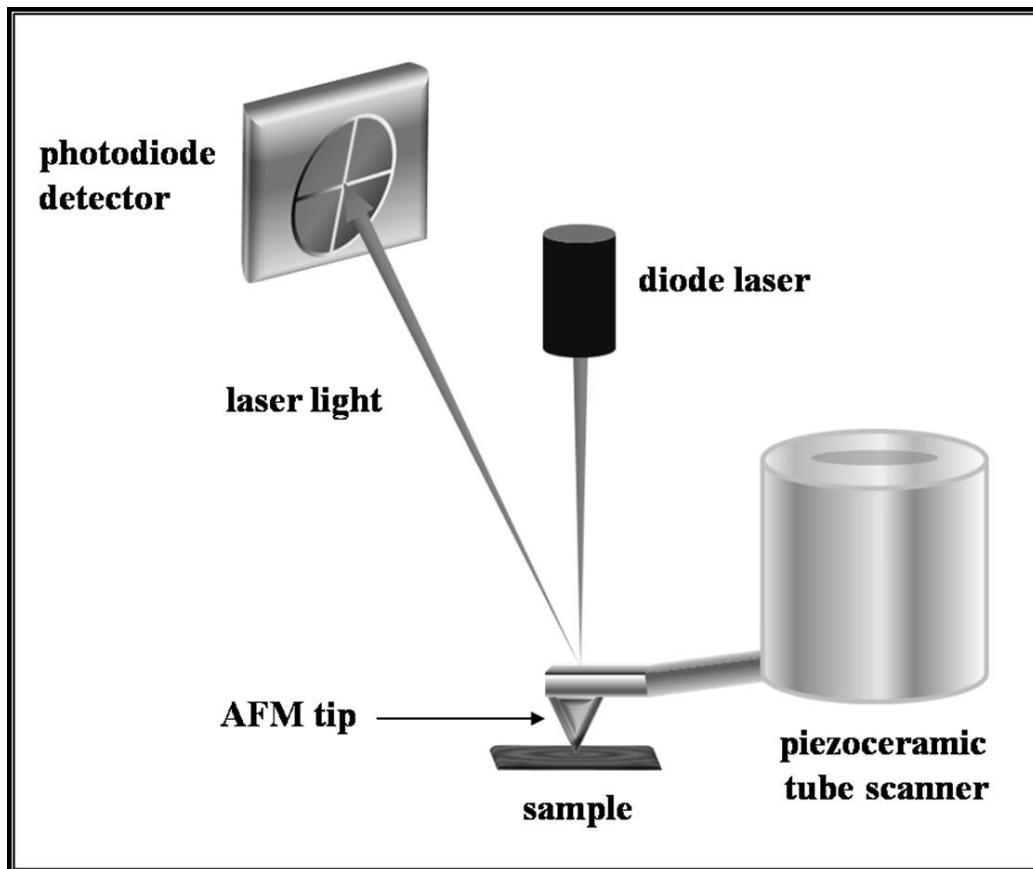 photodiode
detector
diode laser
laser light
AFM tip
piezoceramic
tube scanner
sample